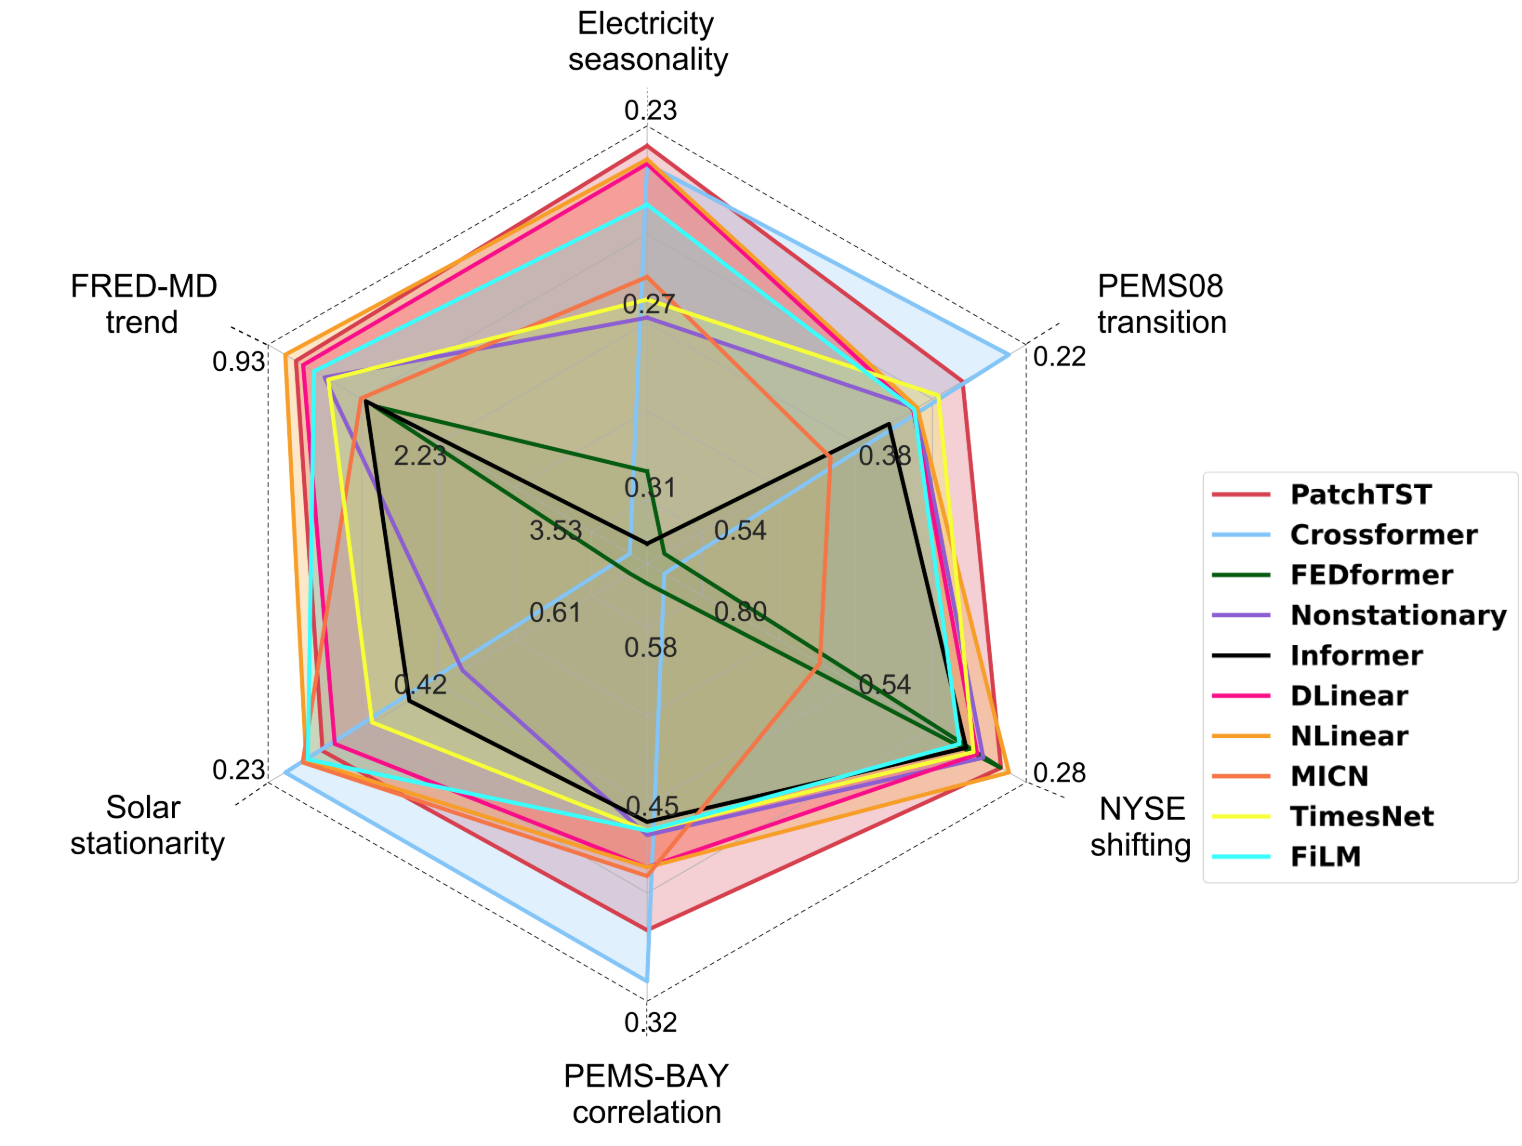 Electricity
seasonality
0.23
FRED-MD
trend
0.93
PEMS08
transition
0.22
0.27
2.23
0.38
0.31
3.53
0.54
0.61
0.80
0.58
0.42
0.54
0.45
0.23
0.28
Solar
stationarity
NYSE
shifting
0.32
PEMS-BAY
correlation
PatchTST
Crossformer
FEDformer
Nonstationary
Informer
DLinear
NLinear
MICN
TimesNet
FiLM